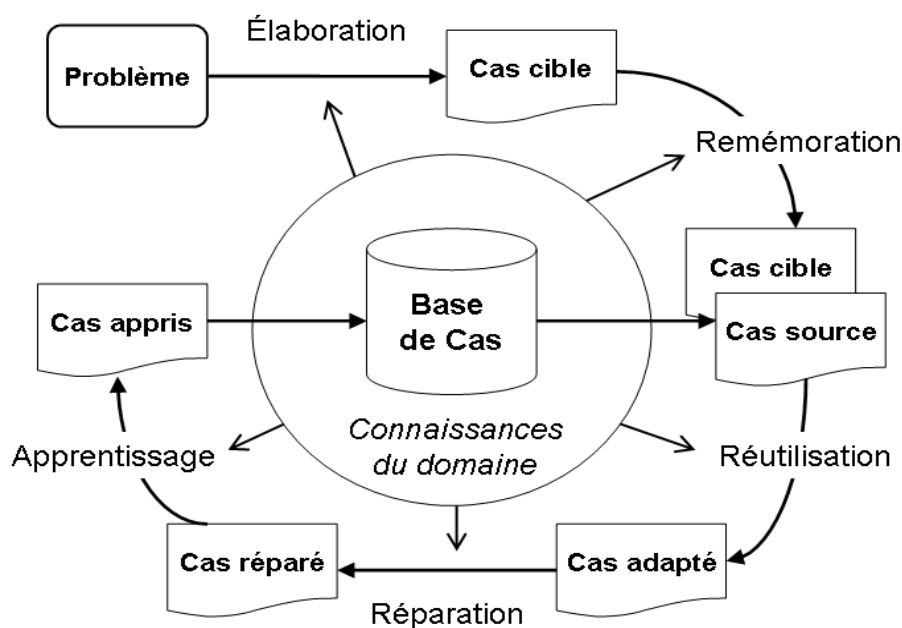 Élaboration
Problème
Cas cible
Remémoration
Cas cible
Cas source
Base
de Cas
Cas appris
Connaissances
du domaine
Apprentissage
Réutilisation
Cas réparé
Cas adapté
Réparation